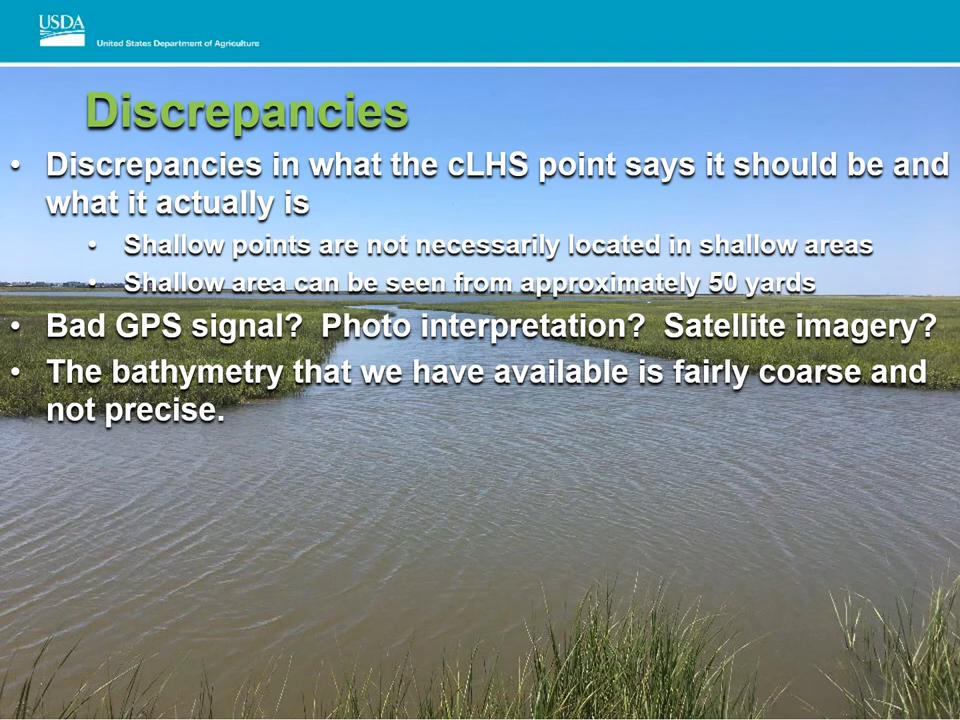 USDA
United States Department of Agriculture
Discrepancies
• Discrepancies in what the cLHS point says it should be and
what it actually is
• Shallow points are not necessarily located in shallow areas
• Shallow area can be seen from approximately 50 yards
• Bad GPS signal? Photo interpretation? Satellite imagery?
• The bathymetry that we have available is fairly coarse and
not precise.